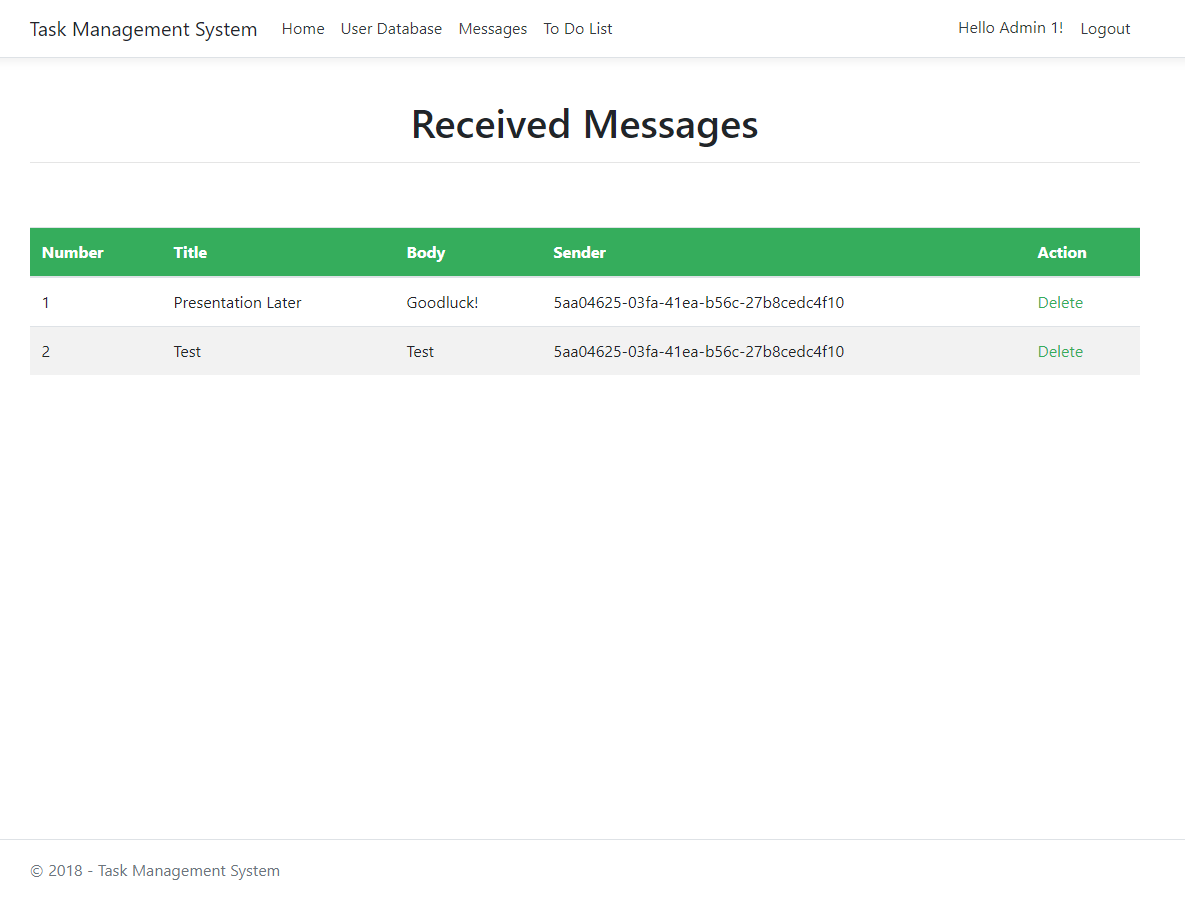 Task Management System Home User Database Messages To Do List Hello Admin 1! Logout
Received Messages
Number Title Body Sender Action
1 Presentation Later Goodluck! 5aa04625-03fa-41ea-b56c-27b8cedc4f10 Delete
2 Test Test 5aa04625-03fa-41ea-b56c-27b8cedc4f10 Delete
© 2018 - Task Management System